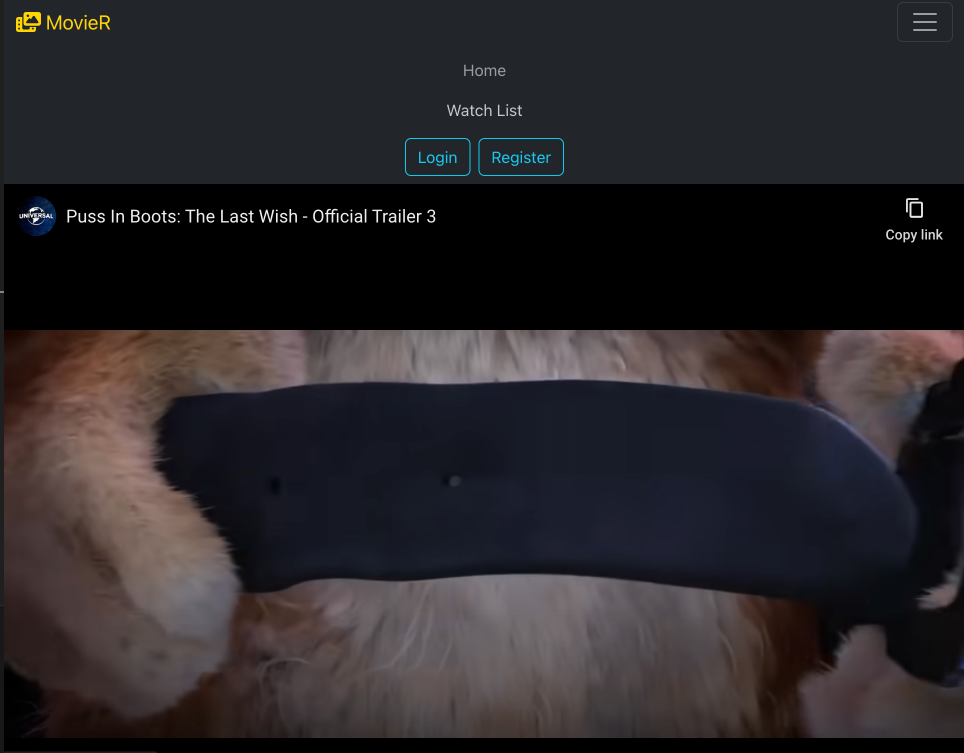 MovieR
Home
Watch List
Login Register
UNIVERSAL
Puss In Boots: The Last Wish - Official Trailer 3
Copy link